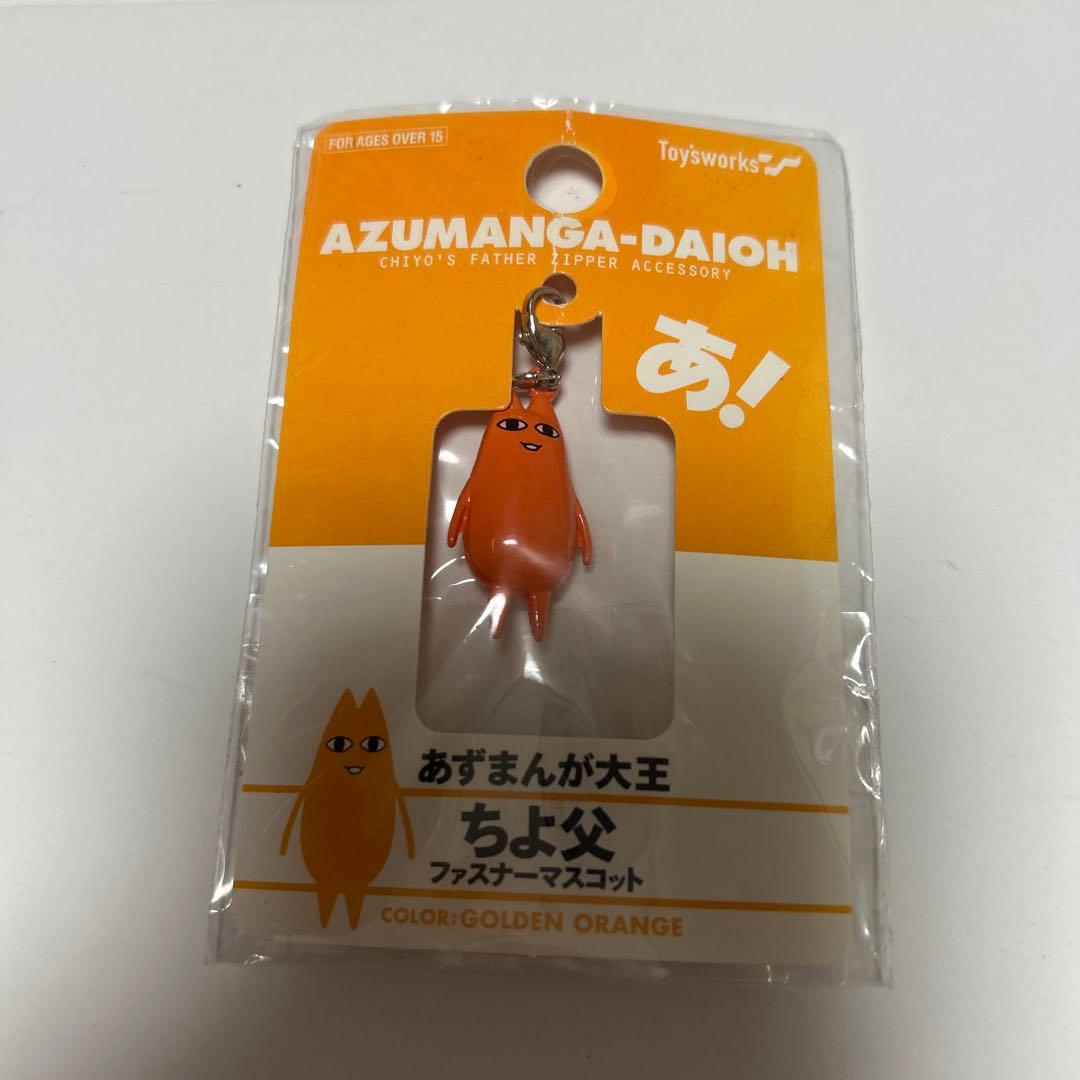 FOR AGES OVER 15
Toy'sworks
AZUMANGA-DAIOH
CHIYO'S FATHER ZIPPER ACCESSORY
あ!
あずまんが大王
ちよ父
ファスナーマスコット
COLOR:GOLDEN ORANGE